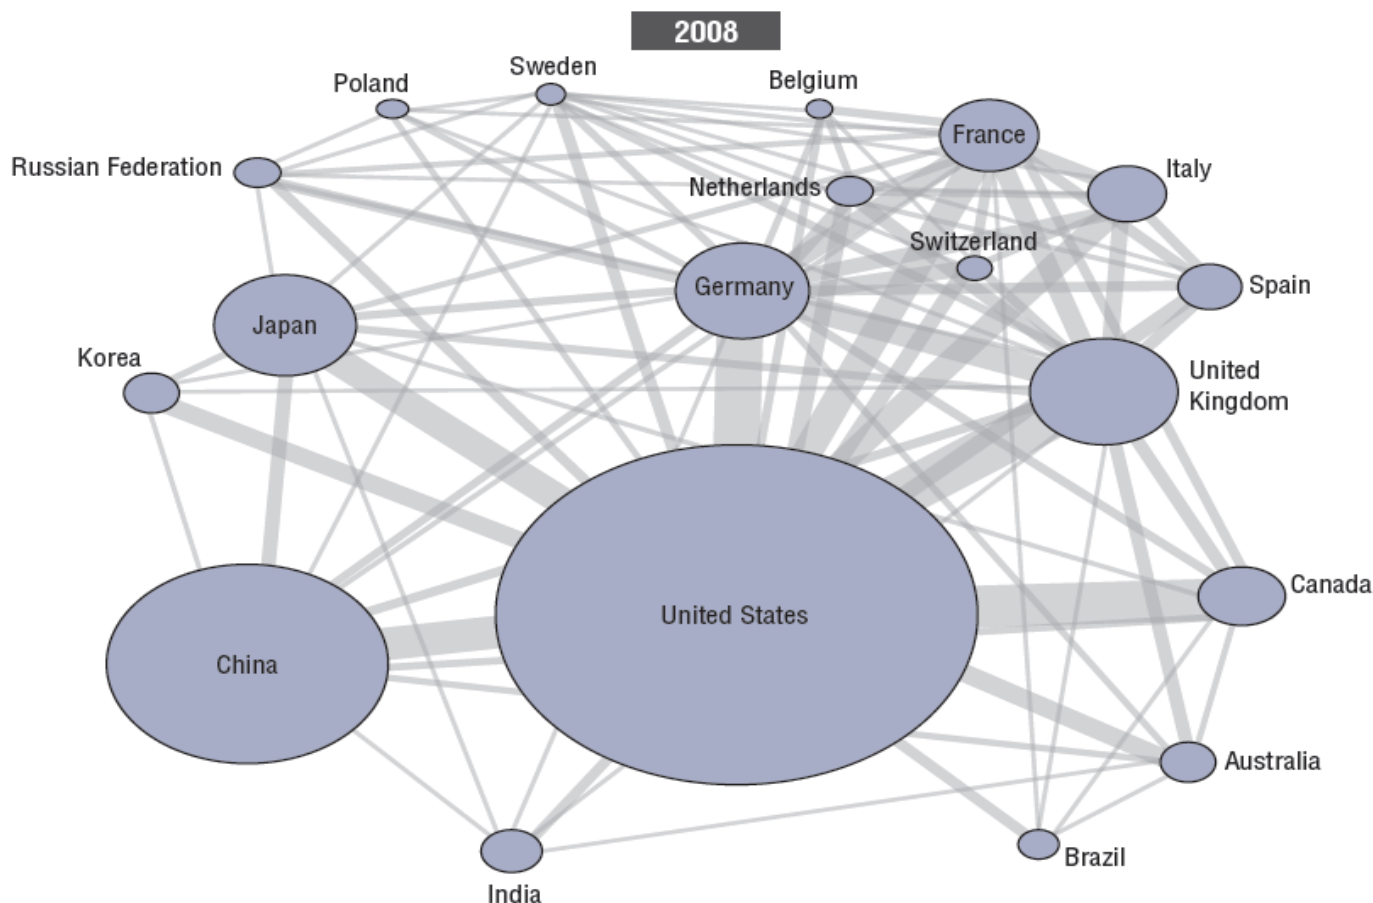 2008
Sweden
Poland
Belgium
France
Russian Federation
Italy
Netherlands
Switzerland
Germany
Spain
Japan
Korea
United
Kingdom
Canada
United States
China
Australia
Brazil
India